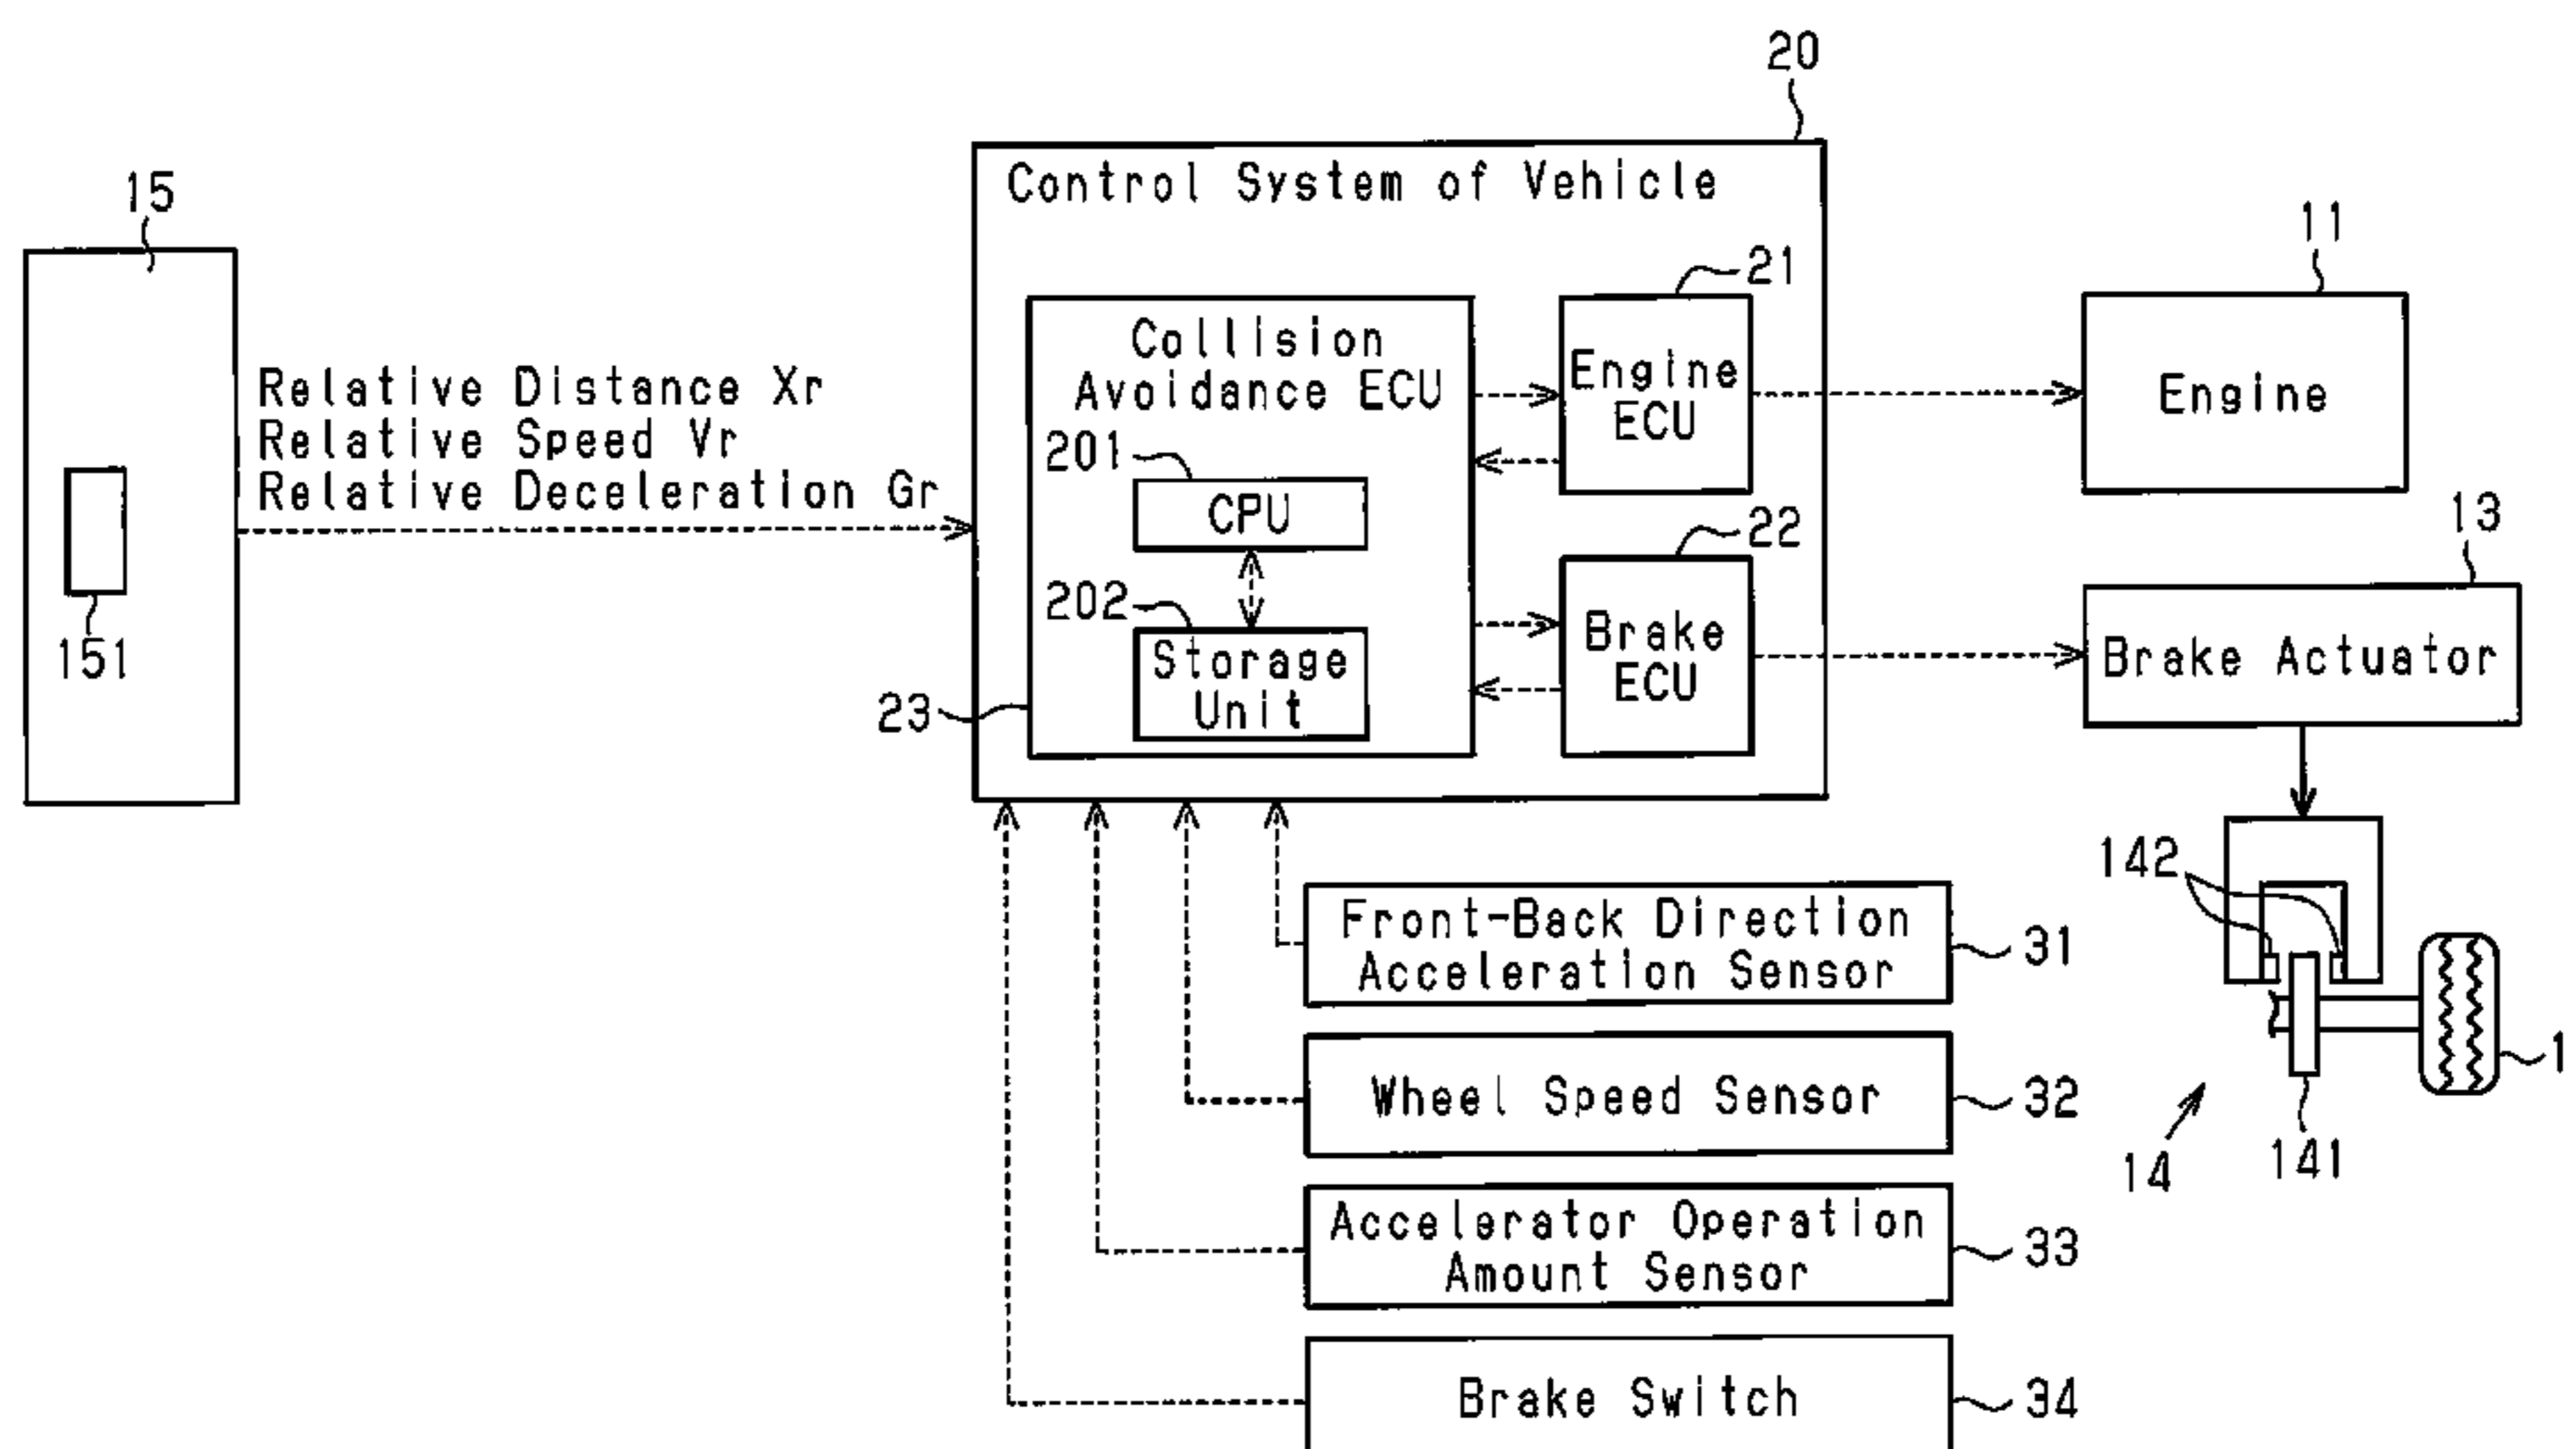 20
Control System of Vehicle
15
11
21
Collision
Avoidance ECU
Engine
ECU
Engine
Relative Distance Xr
Relative Speed Vr
Relative Deceleration Gr
201
CPU
22
13
202
Storage
Unit
Brake
ECU
Brake Actuator
151
23
142
Front-Back Direction
Acceleration Sensor
31
1
Wheel Speed Sensor
32
14
141
Accelerator Operation
Amount Sensor
33
Brake Switch
34